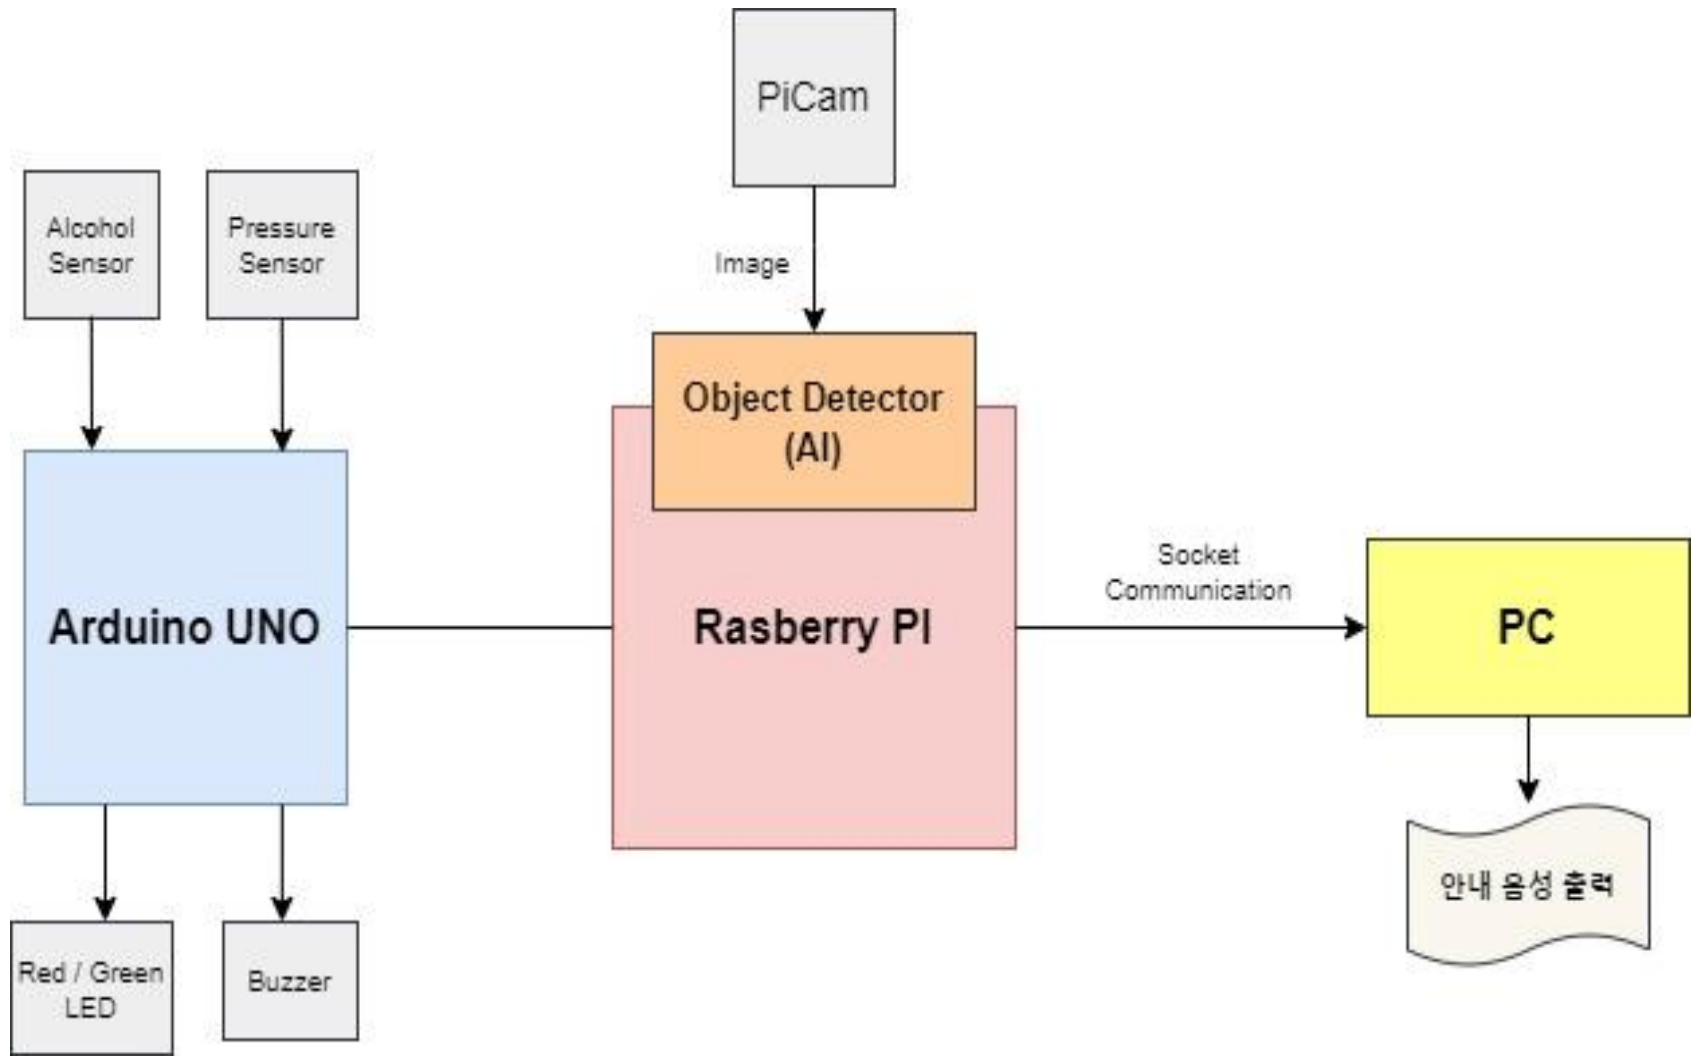 PiCam
Alcohol
Sensor
Pressure
Sensor
Image
Object Detector
(AI)
Arduino UNO
Rasberry PI
Socket
Communication
PC
안내 음성 출력
Red / Green
LED
Buzzer